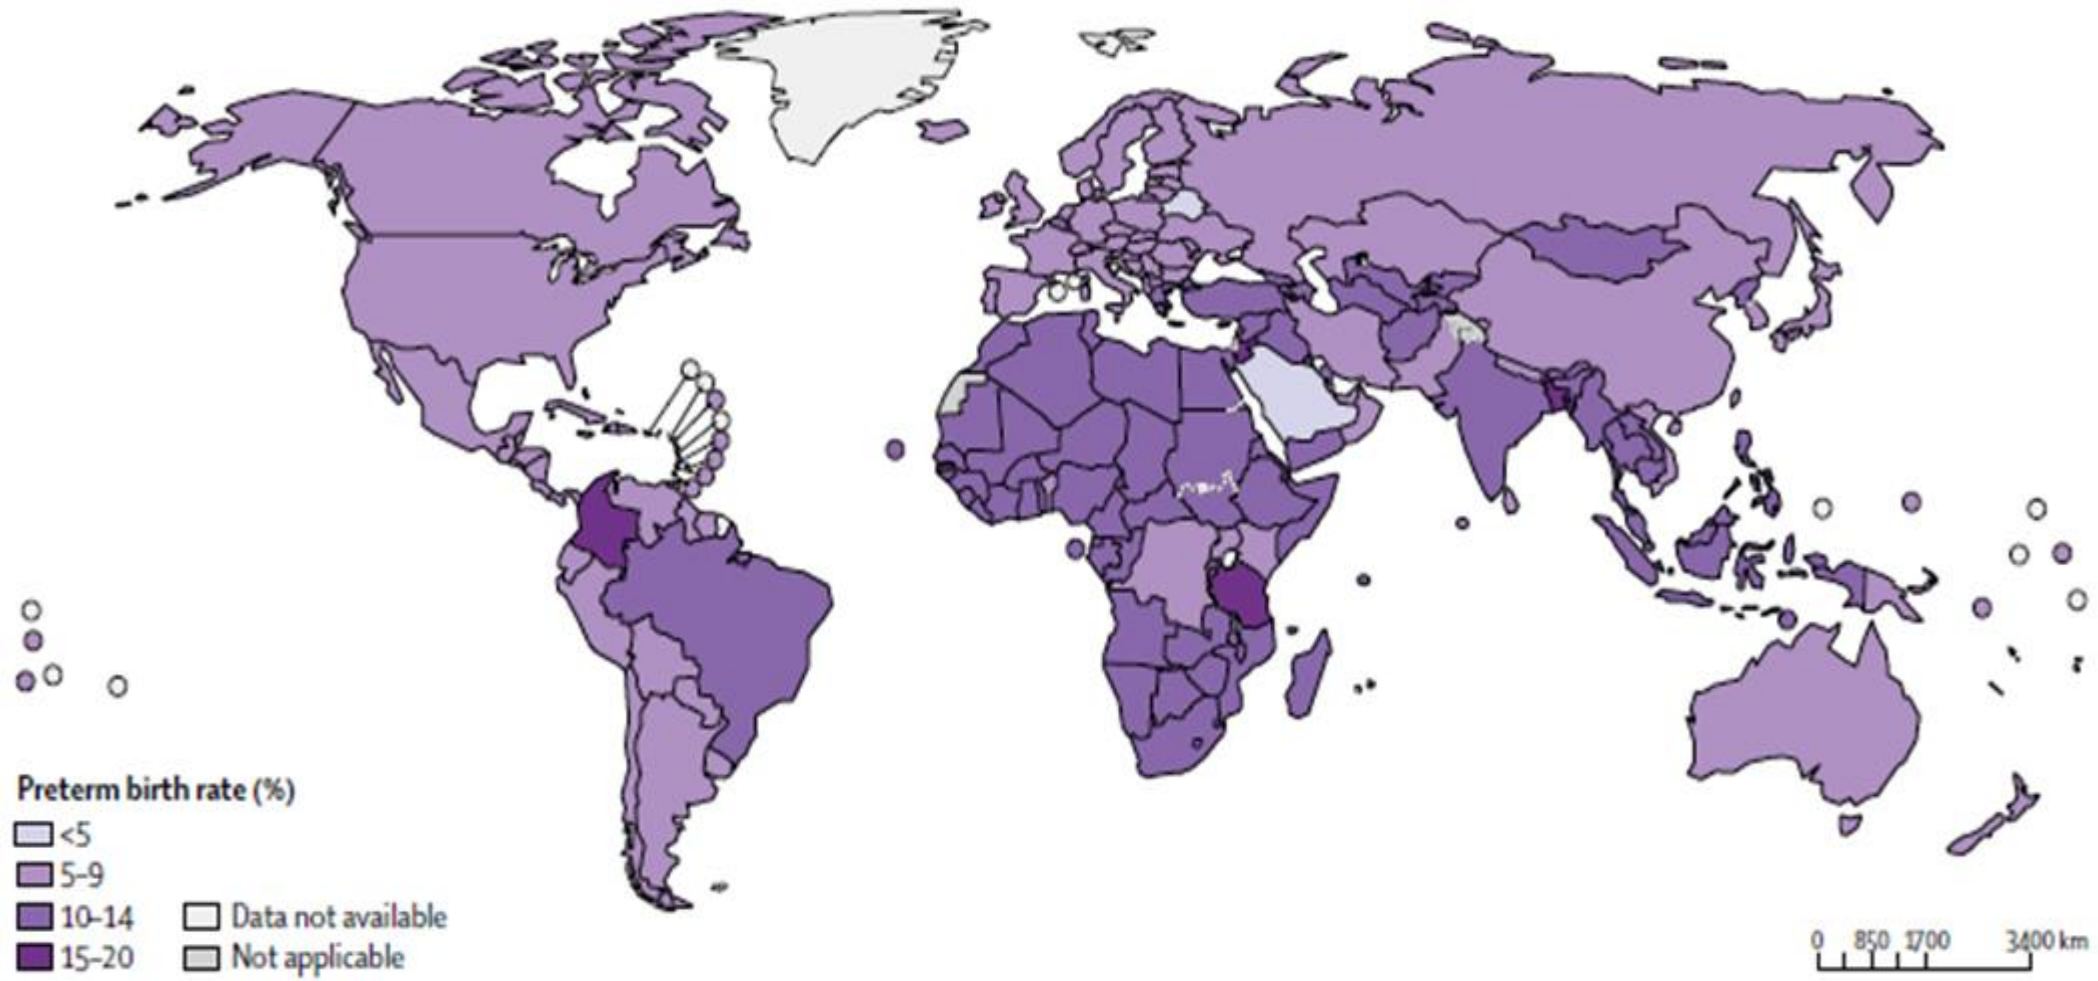 Preterm birth rate (%)
<5
5–9
10–14
15–20
Data not available
Not applicable
0 850 1700 3400 km